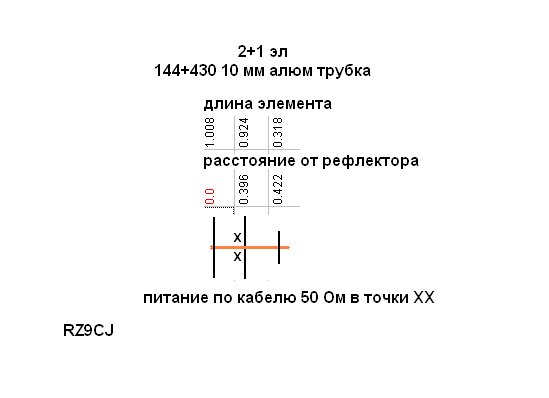 2+1 эл
144+430 10 мм алюм трубка
длина элемента
1.008 0.924 0.318
расстояние от рефлектора
0.0 0.396 0.422
X
X
питание по кабелю 50 Ом в точки XX
RZ9CJ